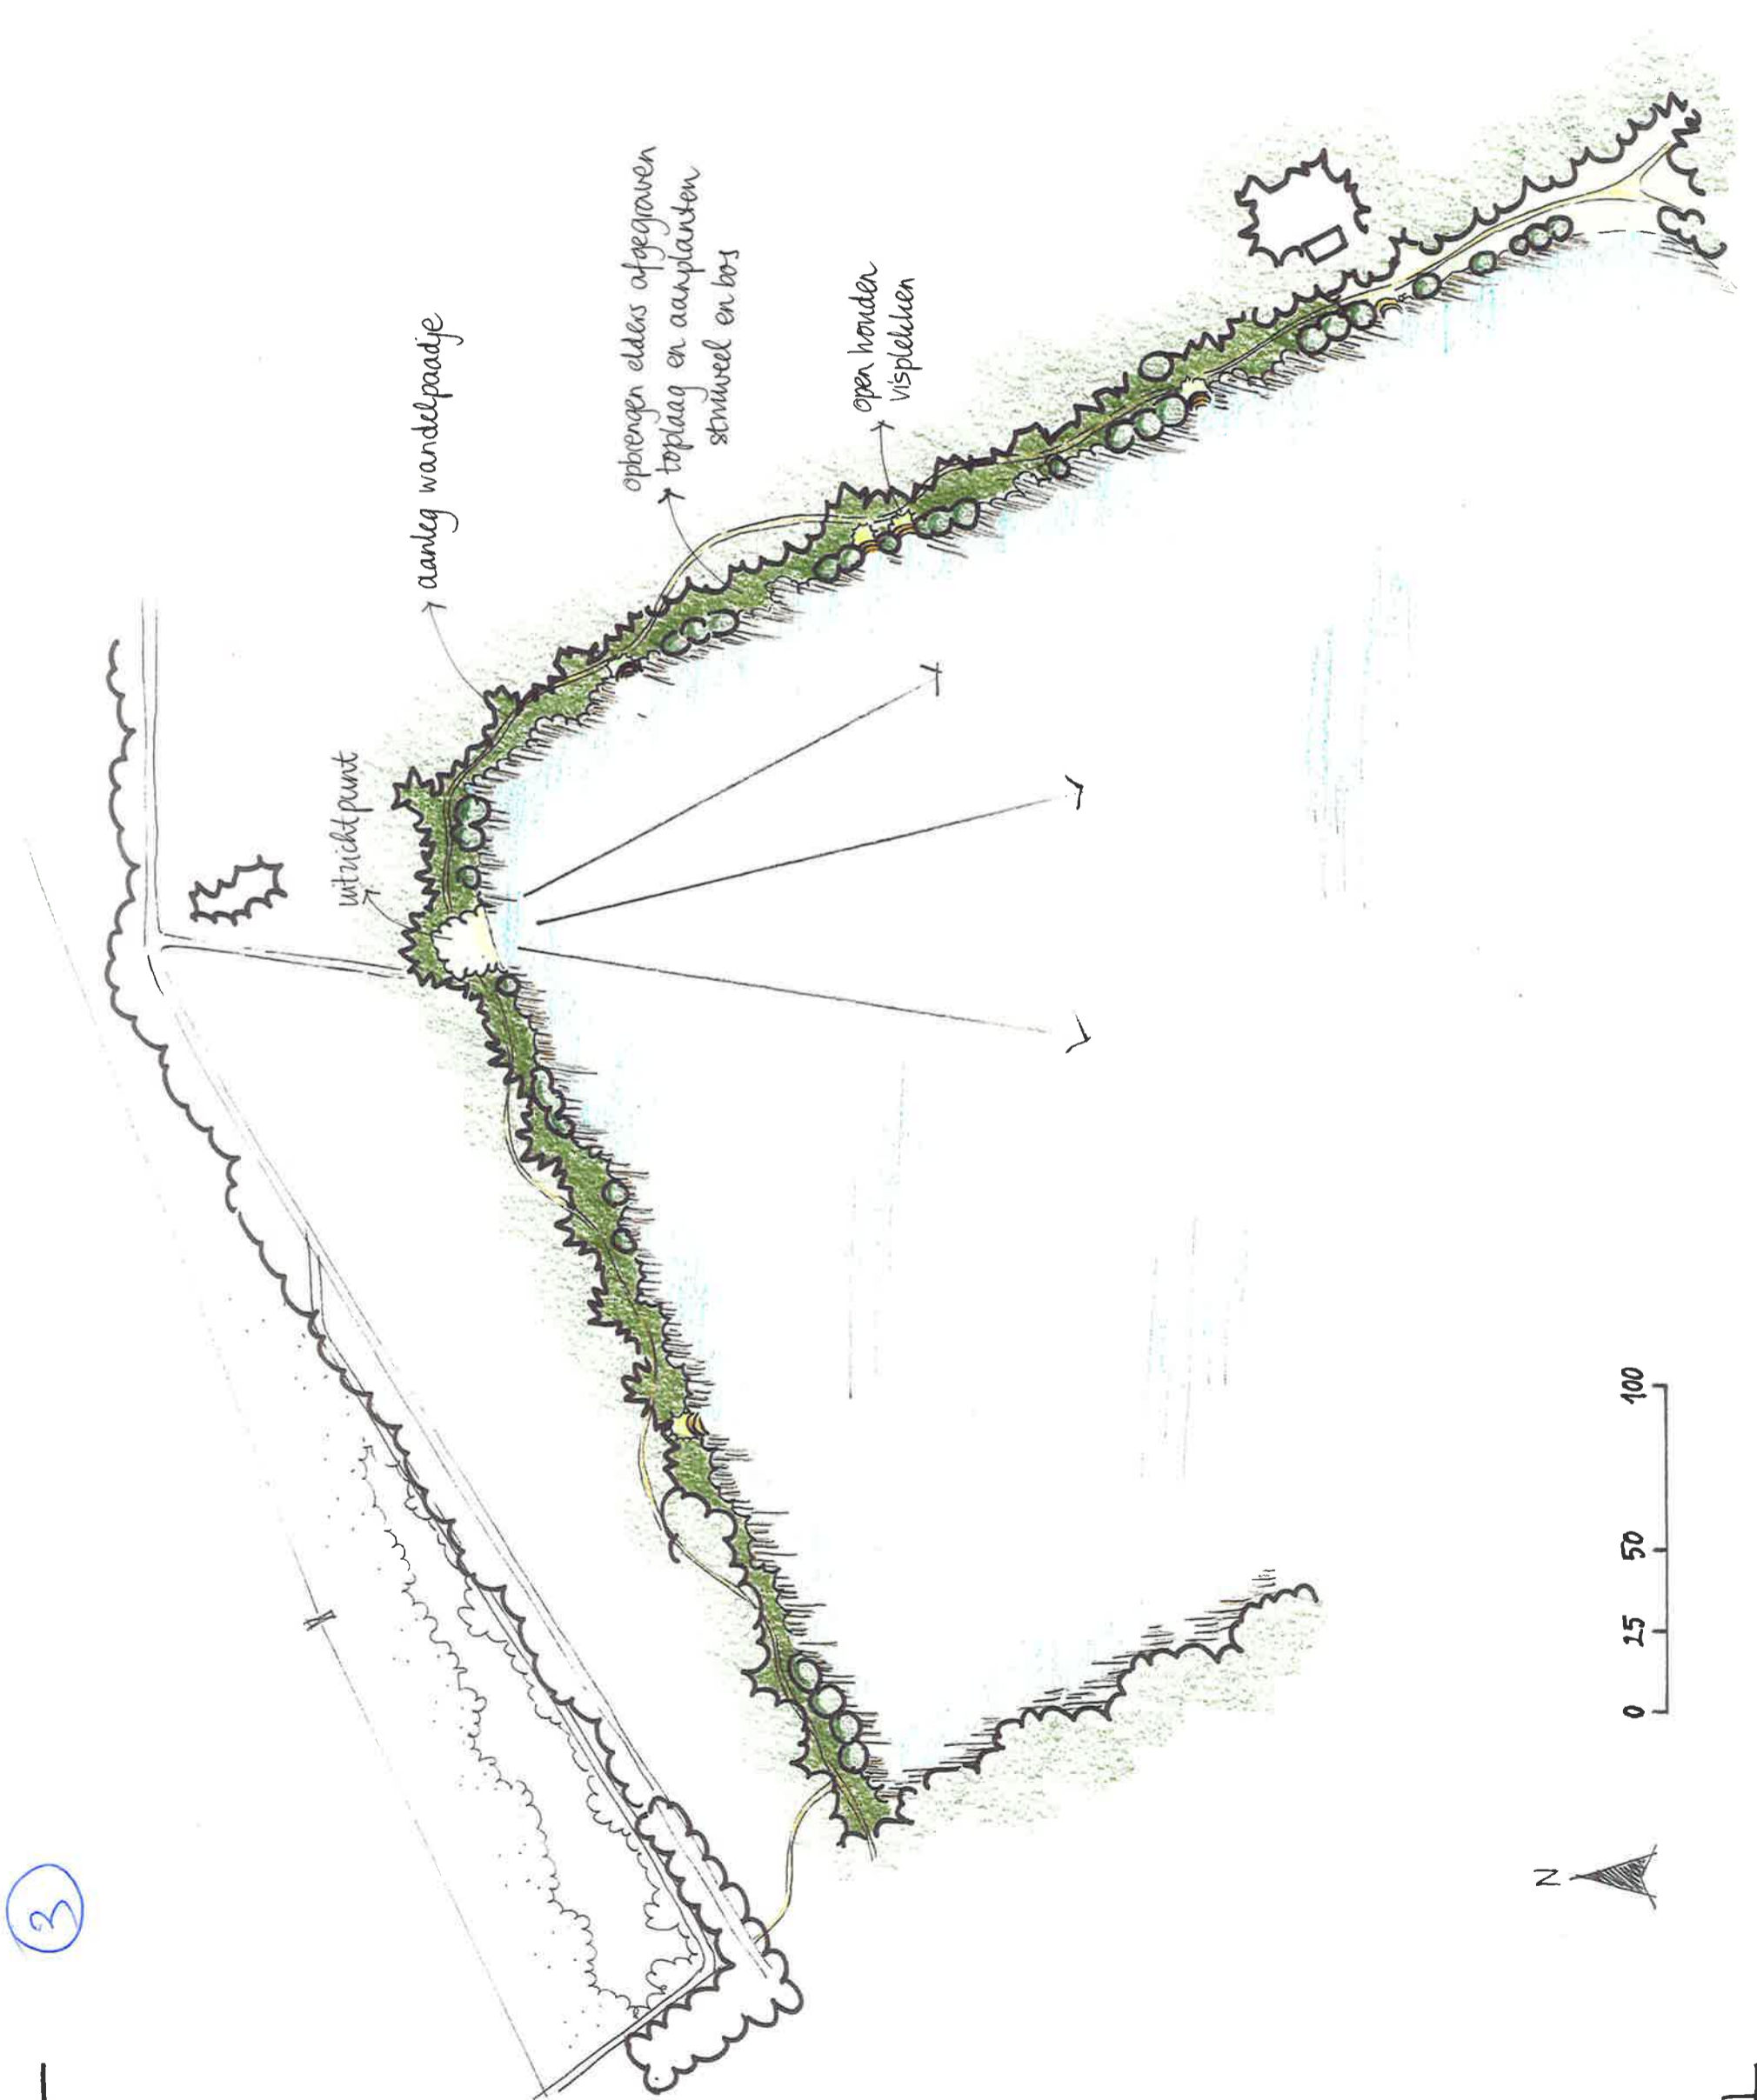 3
aanleg wandelpaadje
opbrengen elders afgegraven
toplaag en aanplanten
struweel en bos
uitzichtpunt
open houden
visplekken
N
0 25 50 100